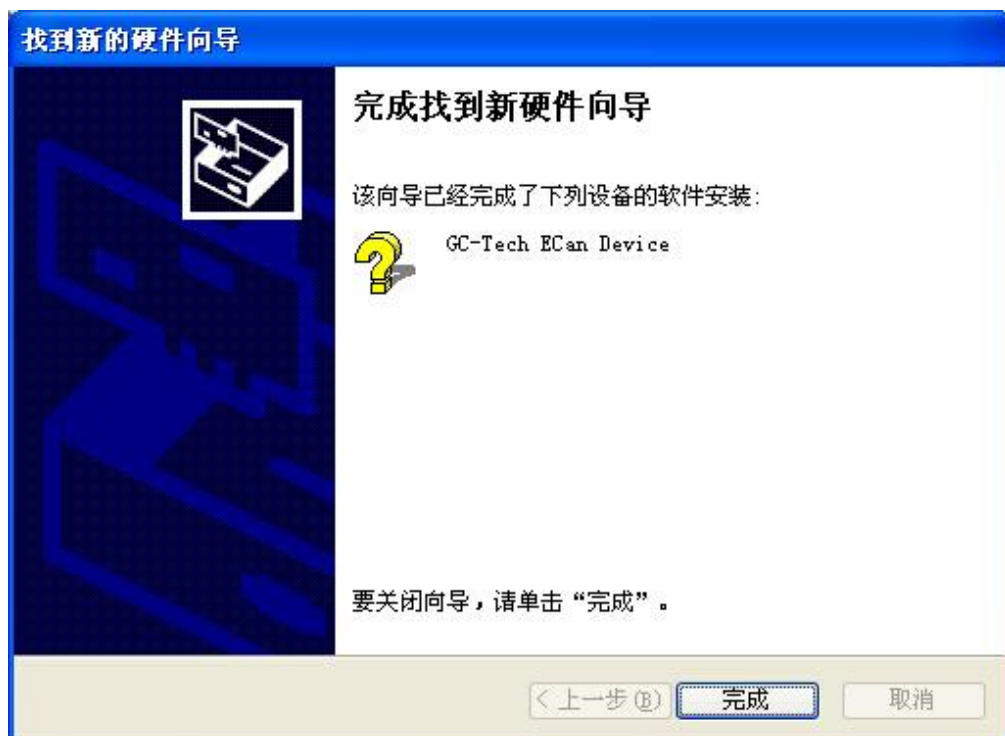 找到新的硬件向导
完成找到新硬件向导
该向导已经完成了下列设备的软件安装:
GC-Tech ECan Device
要关闭向导，请单击“完成”。
< 上一步(B)
完成
取消